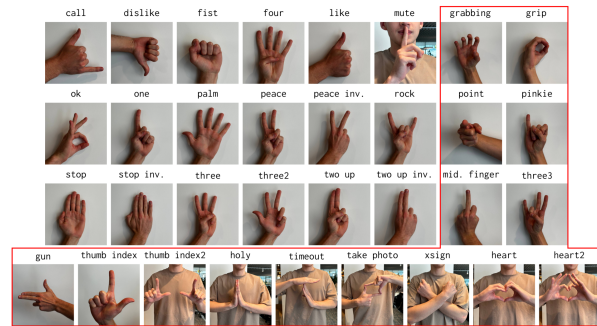 call dislike fist four like mute grabbing grip
ok one palm peace peace inv. rock point pinkie
stop stop inv. three three2 two up two up inv. mid. finger three3
gun thumb index thumb index2 holy timeout take photo xsign heart heart2